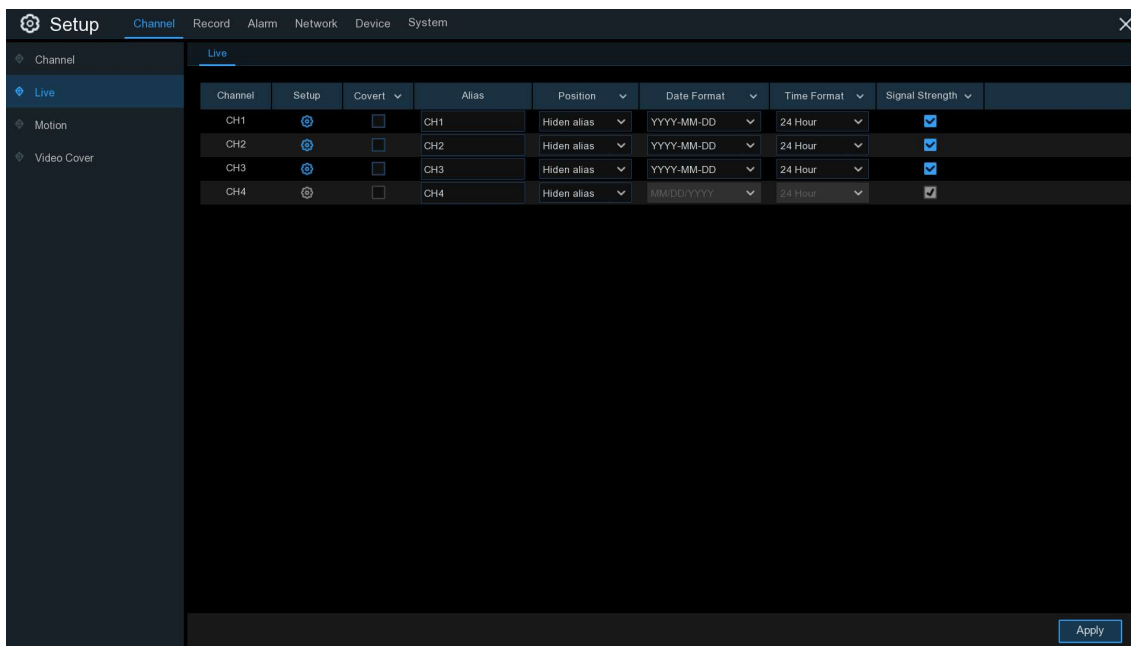 Setup Channel Record Alarm Network Device System
Channel
Live
Motion
Video Cover
Live
Channel Setup Covert Alias Position Date Format Time Format Signal Strength
CH1 CH1 Hiden alias YYYY-MM-DD 24 Hour
CH2 CH2 Hiden alias YYYY-MM-DD 24 Hour
CH3 CH3 Hiden alias YYYY-MM-DD 24 Hour
CH4 CH4 Hiden alias MM/DD/YYYY 24 Hour
Apply